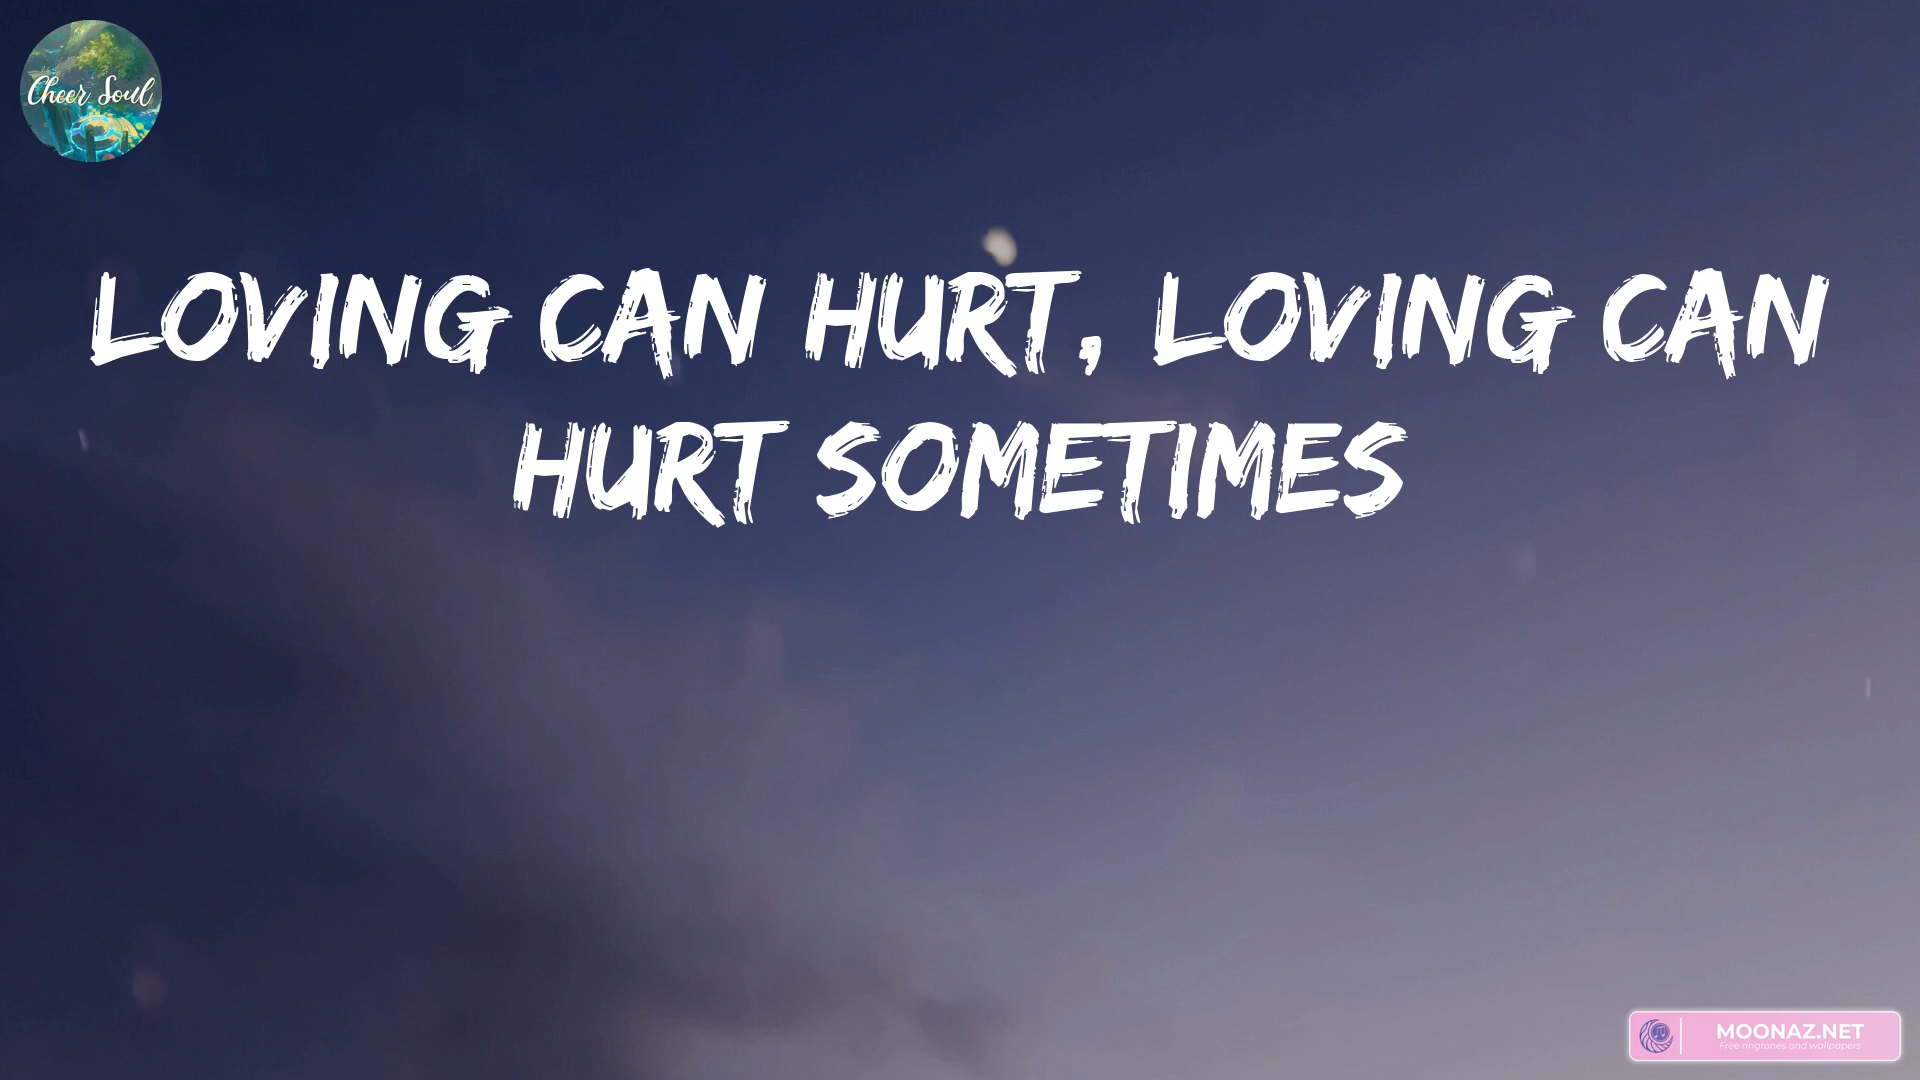 Cheer Soul
LOVING CAN HURT, LOVING CAN
HURT SOMETIMES
MOONAZ.NET
Free ringtones and wallpapers